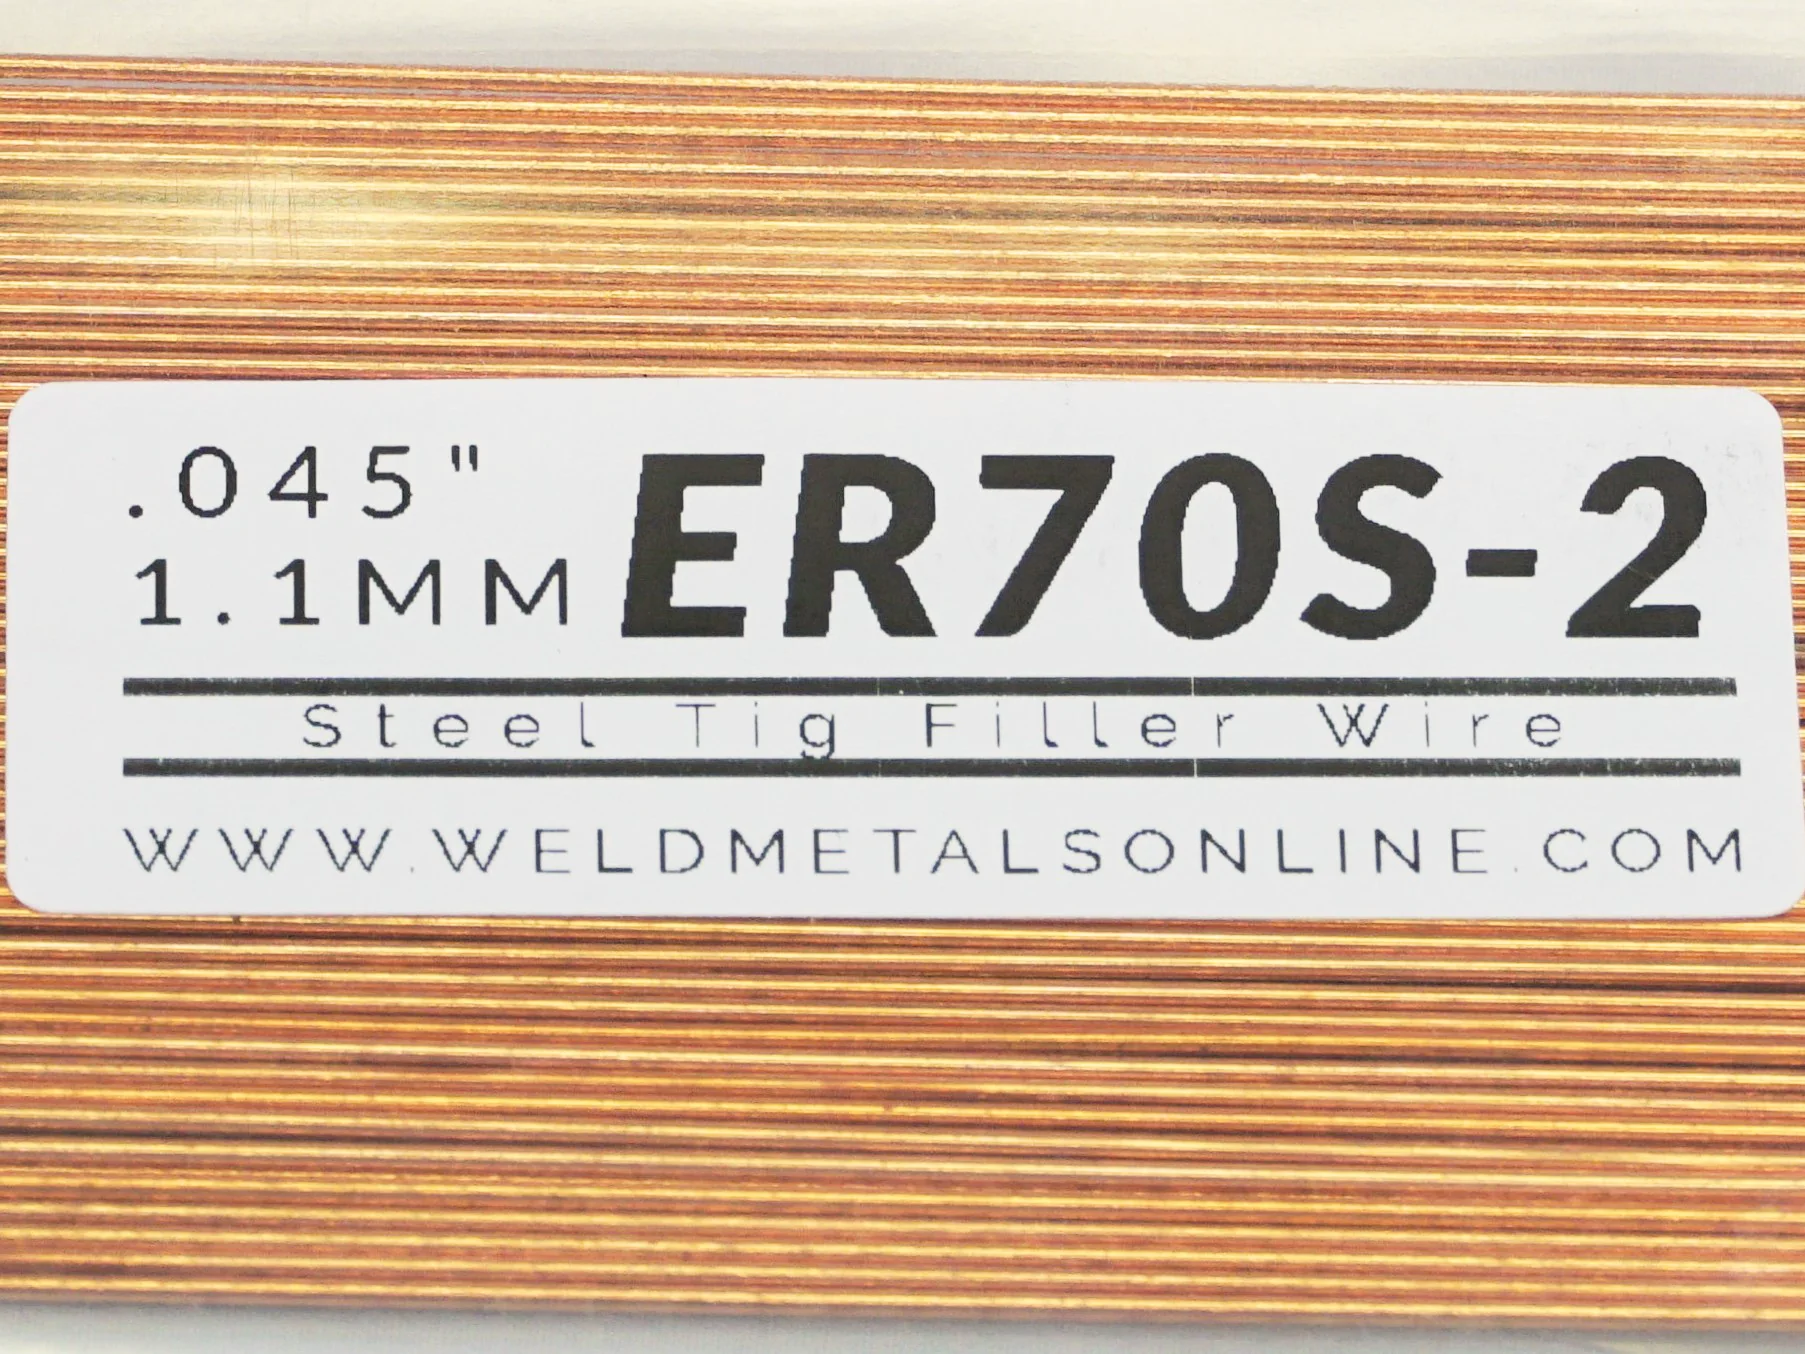 .045" ER70S-2
1.1MM
Steel Tig Filler Wire
WWW.WELDMETALSONLINE.COM